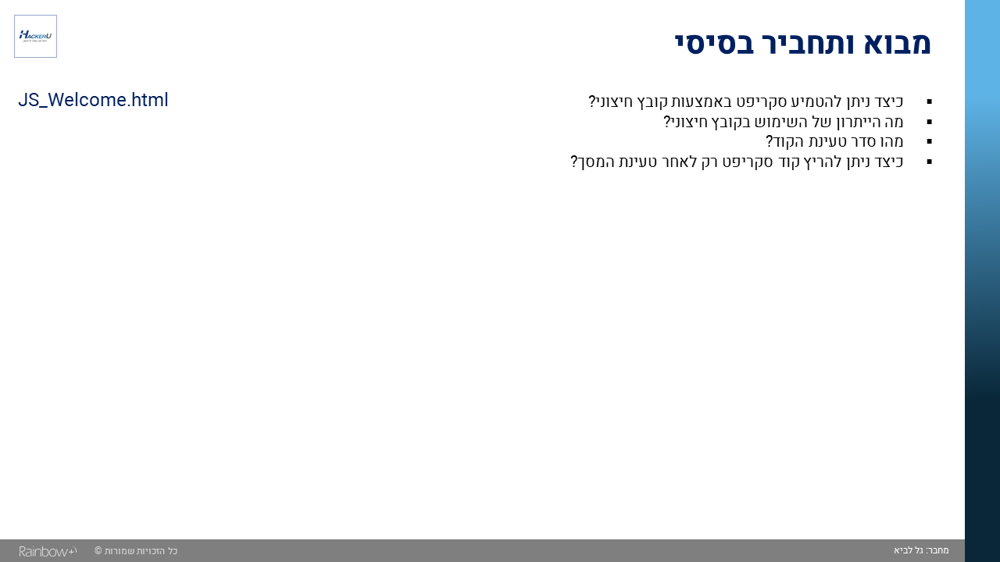 HACKERU
מבוא ותחביר בסיסי
JS_Welcome.html
▪ כיצד ניתן להטמיע סקריפט באמצעות קובץ חיצוני?
▪ מה הייתרון של השימוש בקובץ חיצוני?
▪ מהו סדר טעינת הקוד?
▪ כיצד ניתן להריץ קוד סקריפט רק לאחר טעינת המסך?
מחבר: גל לביא
כל הזכויות שמורות ©
Rainbow+